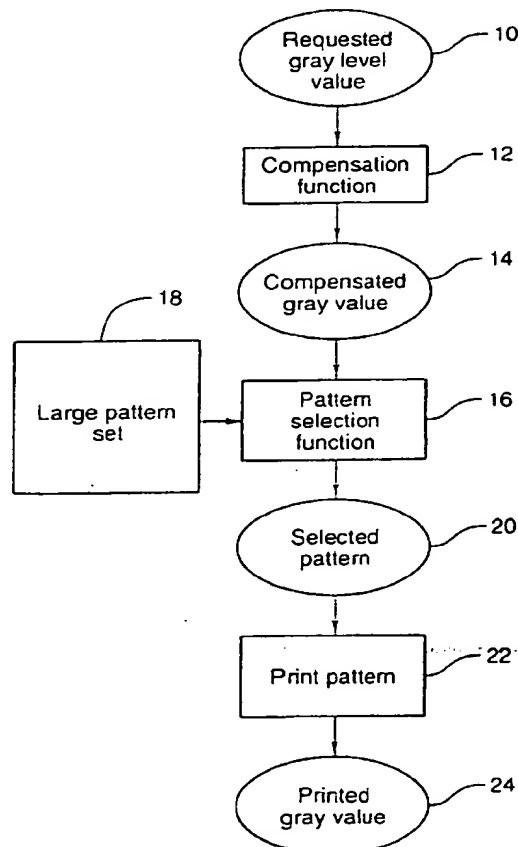 Requested
gray level
value
10
Compensation
function
12
Compensated
gray value
14
18
Large pattern
set
Pattern
selection
function
16
Selected
pattern
20
Print pattern
22
Printed
gray value
24